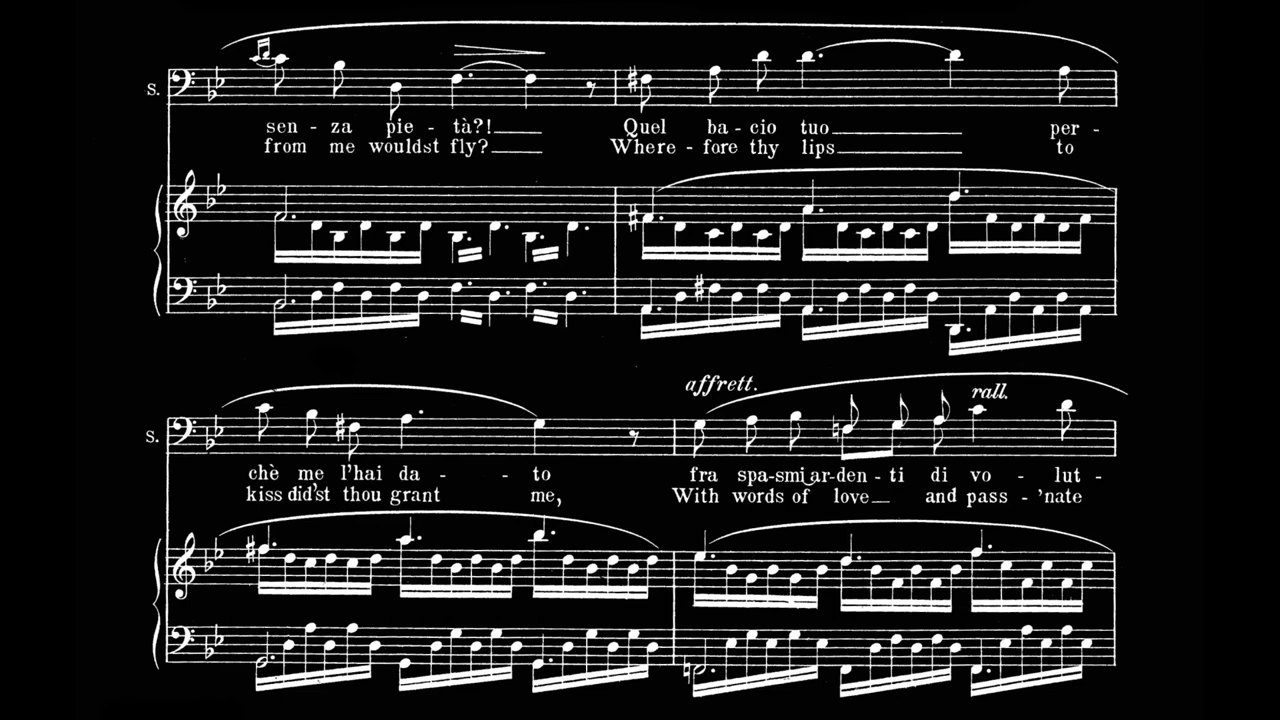 S.
sen - za pie - tà?! Quel ba - cio tuo per -
from me wouldst fly? Where - fore thy lips to
affrett.
rall.
S.
chè me l'hai da - - to fra spa-smi ar-den - ti di vo - lut -
kiss did'st thou grant me, With words of love and pass - 'nate